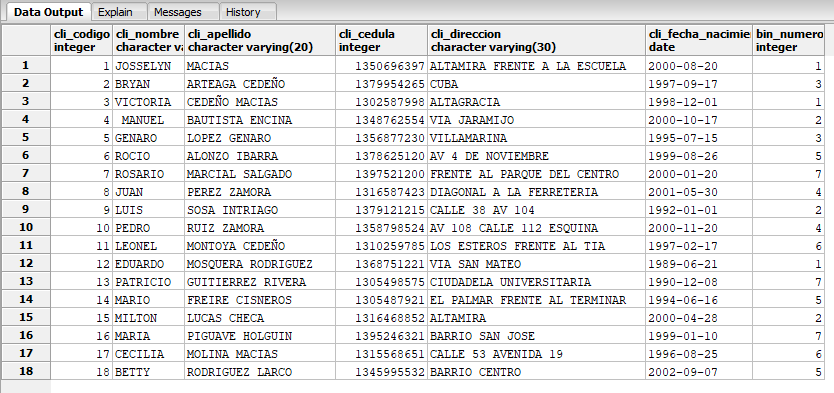 Data Output Explain Messages History
cli_codigo cli_nombre cli_apellido cli_cedula cli_direccion cli_fecha_nacimie bin_numero
integer character va character varying(20) integer character varying(30) date integer
1 1 JOSSELYN MACIAS 1350696397 ALTAMIRA FRENTE A LA ESCUELA 2000-08-20 1
2 2 BRYAN ARTEAGA CEDEÑO 1379954265 CUBA 1997-09-17 3
3 3 VICTORIA CEDEÑO MACIAS 1302587998 ALTAGRACIA 1998-12-01 1
4 4 MANUEL BAUTISTA ENCINA 1348762554 VIA JARAMIJO 2000-10-17 2
5 5 GENARO LOPEZ GENARO 1356877230 VILLAMARINA 1995-07-15 3
6 6 ROCIO ALONZO IBARRA 1378625120 AV 4 DE NOVIEMBRE 1999-08-26 5
7 7 ROSARIO MARCIAL SALGADO 1397521200 FRENTE AL PARQUE DEL CENTRO 2000-01-20 7
8 8 JUAN PEREZ ZAMORA 1316587423 DIAGONAL A LA FERRETERIA 2001-05-30 4
9 9 LUIS SOSA INTRIAGO 1379121215 CALLE 38 AV 104 1992-01-01 2
10 10 PEDRO RUIZ ZAMORA 1358798524 AV 108 CALLE 112 ESQUINA 2000-11-20 4
11 11 LEONEL MONTOYA CEDEÑO 1310259785 LOS ESTEROS FRENTE AL TIA 1997-02-17 6
12 12 EDUARDO MOSQUERA RODRIGUEZ 1368751221 VIA SAN MATEO 1989-06-21 1
13 13 PATRICIO GUITIERREZ RIVERA 1305498575 CIUDADELA UNIVERSITARIA 1990-12-08 7
14 14 MARIO FREIRE CISNEROS 1305487921 EL PALMAR FRENTE AL TERMINAR 1994-06-16 5
15 15 MILTON LUCAS CHECA 1316468852 ALTAMIRA 2000-04-28 2
16 16 MARIA PIGUAVE HOLGUIN 1395246321 BARRIO SAN JOSE 1999-01-10 7
17 17 CECILIA MOLINA MACIAS 1315568651 CALLE 53 AVENIDA 19 1996-08-25 6
18 18 BETTY RODRIGUEZ LARCO 1345995532 BARRIO CENTRO 2002-09-07 5